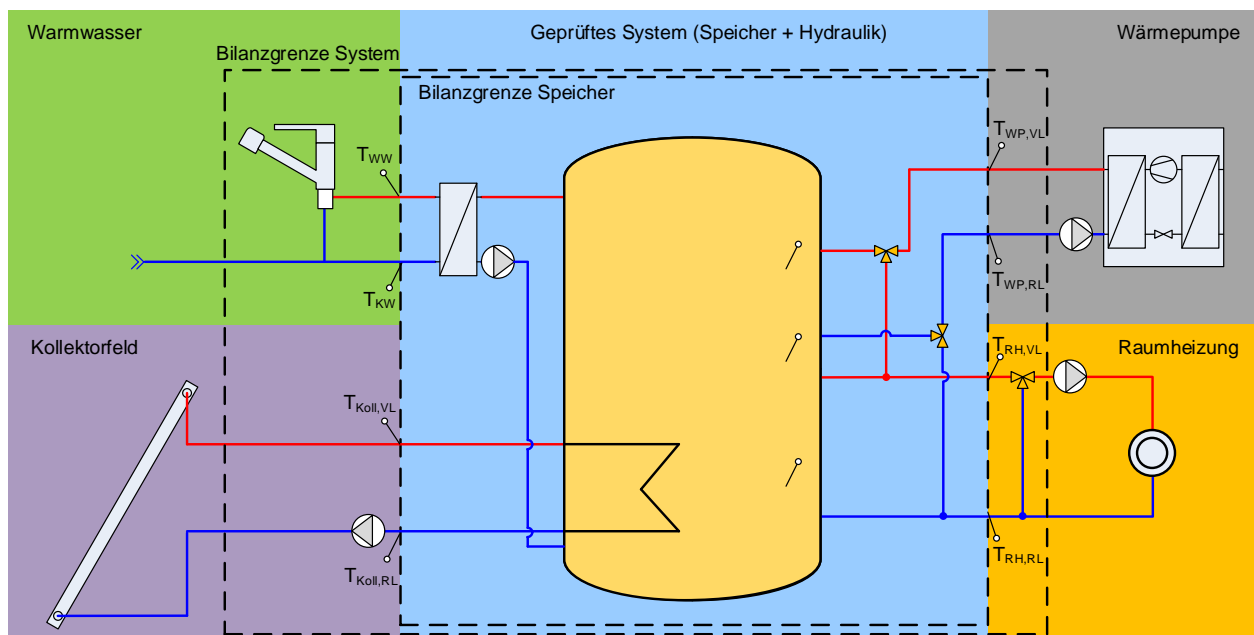 Warmwasser
Geprüftes System (Speicher + Hydraulik)
Wärmepumpe
Bilanzgrenze System
Bilanzgrenze Speicher
T_WW
T_WP,VL
T_KW
T_WP,RL
Kollektorfeld
T_RH,VL
Raumheizung
T_Koll,VL
T_Koll,RL
T_RH,RL